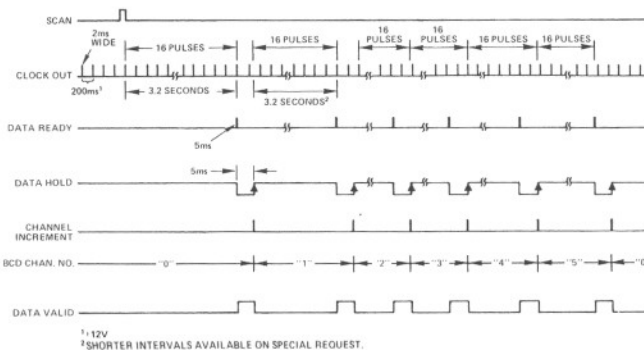 SCAN
2ms
WIDE
16 PULSES
16 PULSES
16 PULSES
16 PULSES
16 PULSES
16 PULSES
CLOCK OUT
200ms¹
3.2 SECONDS
3.2 SECONDS²
DATA READY
5ms
5ms
DATA HOLD
CHANNEL
INCREMENT
BCD CHAN. NO.
"0"
"1"
"2"
"3"
"4"
"5"
DATA VALID
²SHORTER INTERVALS AVAILABLE ON SPECIAL REQUEST.